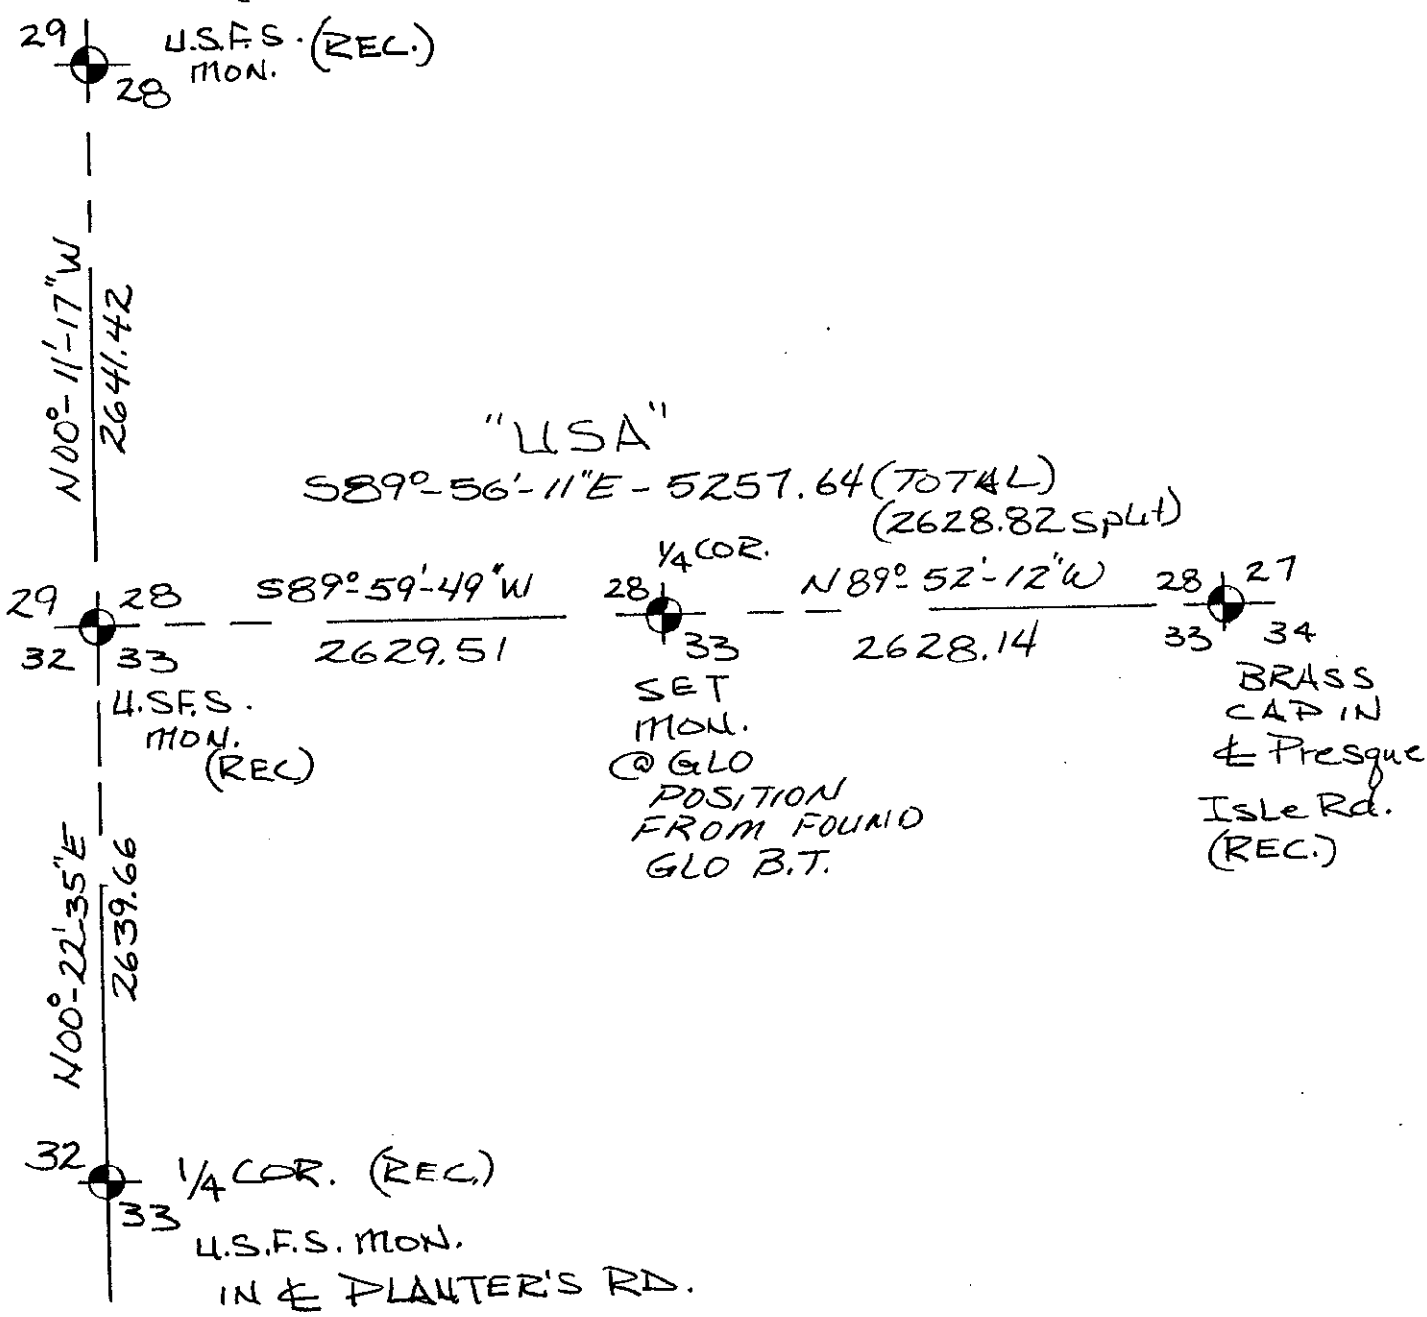 29
U.S.F.S. (REC.)
MON.
28
N00°-11'-17"W
2641.42
"USA"
S89°-56'-11"E - 5257.64 (TOTAL)
(2628.82 split)
1/4 COR.
29 28
S89°-59'-49"W
28
N89°-52'-12"W
28 27
32 33
2629.51
33
2628.14
33 34
U.S.F.S.
MON.
(REC)
SET
MON.
@ GLO
POSITION
FROM FOUND
GLO B.T.
BRASS
CAP IN
℄ Presque
Isle Rd.
(REC.)
N00°-22'-35"E
2639.66
32
1/4 COR. (REC.)
33
U.S.F.S. MON.
IN ℄ PLANTER'S RD.